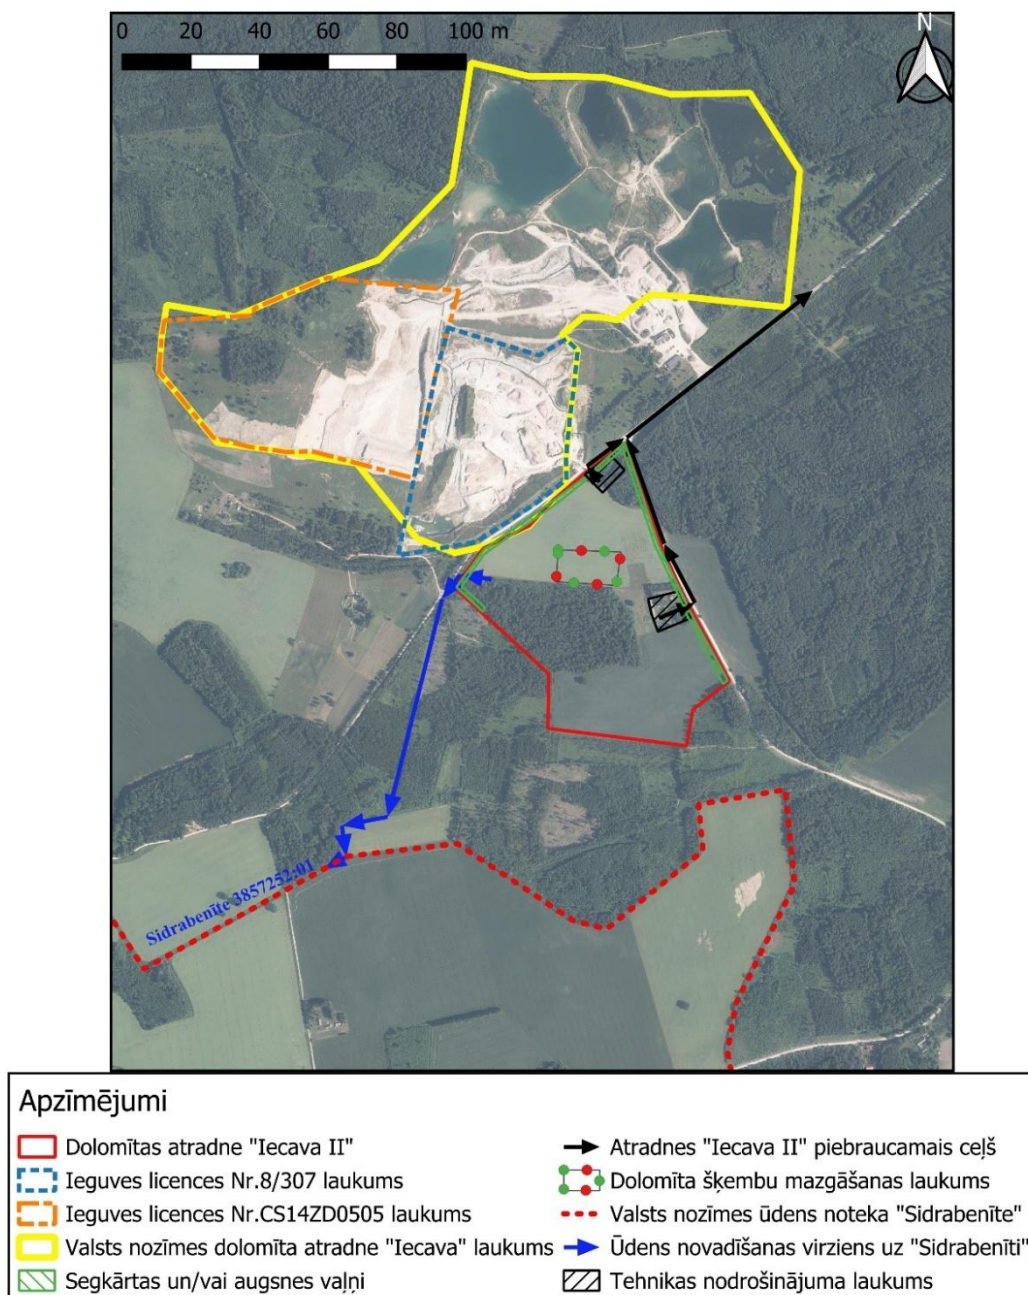 0 20 40 60 80 100 m
N
Sidrabenīte 3857252:01
Apzīmējumi
Dolomītas atradne "Iecava II"
Ieguves licences Nr.8/307 laukums
Ieguves licences Nr.CS14ZD0505 laukums
Valsts nozīmes dolomīta atradne "Iecava" laukums
Segkārtas un/vai augsnes vaļņi
Atradnes "Iecava II" piebraucamais ceļš
Dolomīta šķembu mazgāšanas laukums
Valsts nozīmes ūdens noteka "Sidrabenīte"
Ūdens novadīšanas virziens uz "Sidrabenīti"
Tehnikas nodrošinājuma laukums